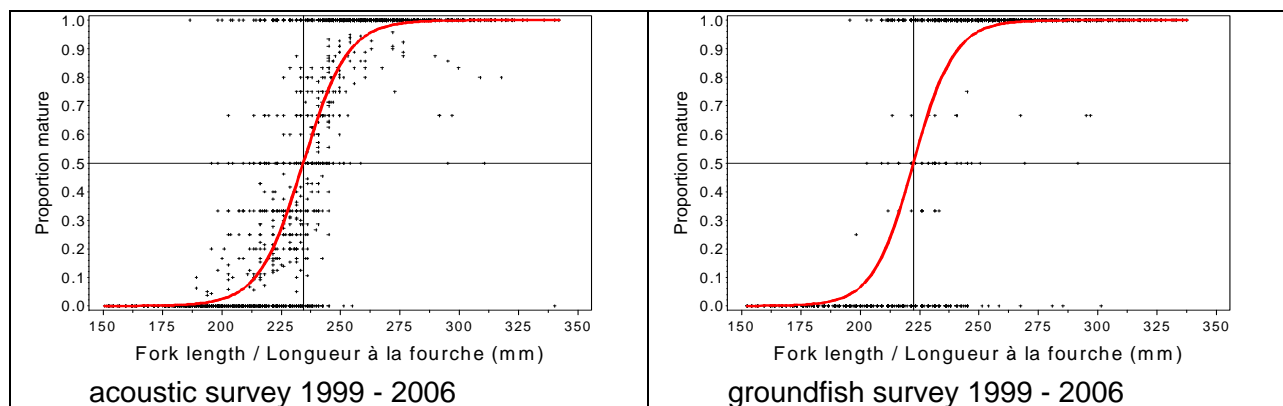 Proportion mature
1.0
0.9
0.8
0.7
0.6
0.5
0.4
0.3
0.2
0.1
0.0
150 175 200 225 250 275 300 325 350
Fork length / Longueur à la fourche (mm)
acoustic survey 1999 - 2006
Proportion mature
1.0
0.9
0.8
0.7
0.6
0.5
0.4
0.3
0.2
0.1
0.0
150 175 200 225 250 275 300 325 350
Fork length / Longueur à la fourche (mm)
groundfish survey 1999 - 2006